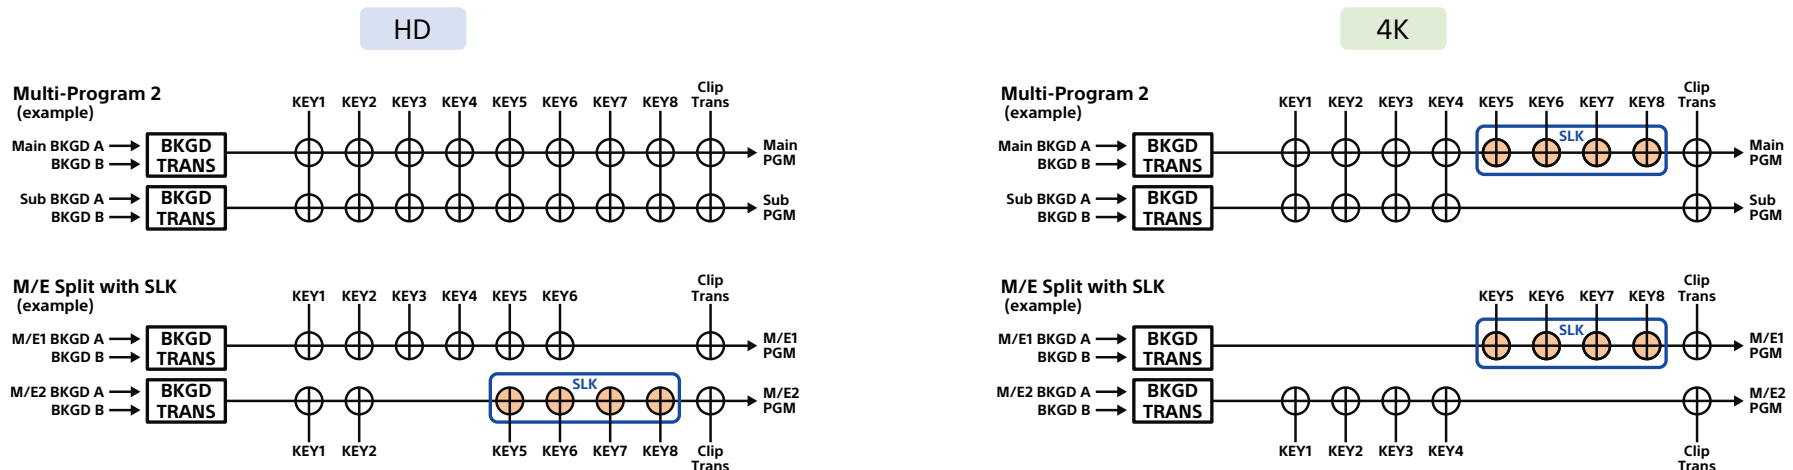 HD
Multi-Program 2
(example)
KEY1 KEY2 KEY3 KEY4 KEY5 KEY6 KEY7 KEY8 Clip
Trans
Main BKGD A
BKGD B
BKGD
TRANS
Main
PGM
Sub BKGD A
BKGD B
BKGD
TRANS
Sub
PGM
M/E Split with SLK
(example)
KEY1 KEY2 KEY3 KEY4 KEY5 KEY6 Clip
Trans
M/E1 BKGD A
BKGD B
BKGD
TRANS
M/E1
PGM
M/E2 BKGD A
BKGD B
BKGD
TRANS
SLK
M/E2
PGM
KEY1 KEY2 KEY5 KEY6 KEY7 KEY8 Clip
Trans
4K
Multi-Program 2
(example)
KEY1 KEY2 KEY3 KEY4 KEY5 KEY6 KEY7 KEY8 Clip
Trans
Main BKGD A
BKGD B
BKGD
TRANS
SLK
Main
PGM
Sub BKGD A
BKGD B
BKGD
TRANS
Sub
PGM
M/E Split with SLK
(example)
KEY5 KEY6 KEY7 KEY8 Clip
Trans
M/E1 BKGD A
BKGD B
BKGD
TRANS
SLK
M/E1
PGM
M/E2 BKGD A
BKGD B
BKGD
TRANS
M/E2
PGM
KEY1 KEY2 KEY3 KEY4 Clip
Trans